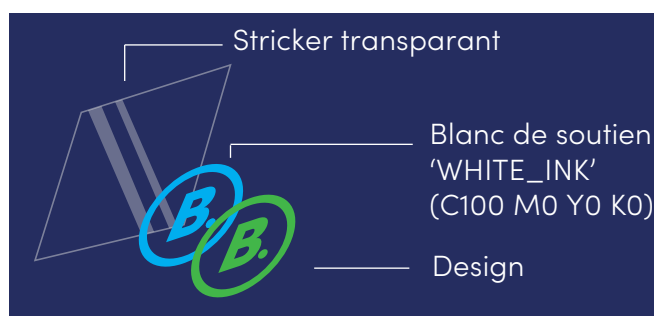 Stricker transparant
Blanc de soutien
'WHITE_INK'
(C100 M0 Y0 K0)
B.
B.
Design